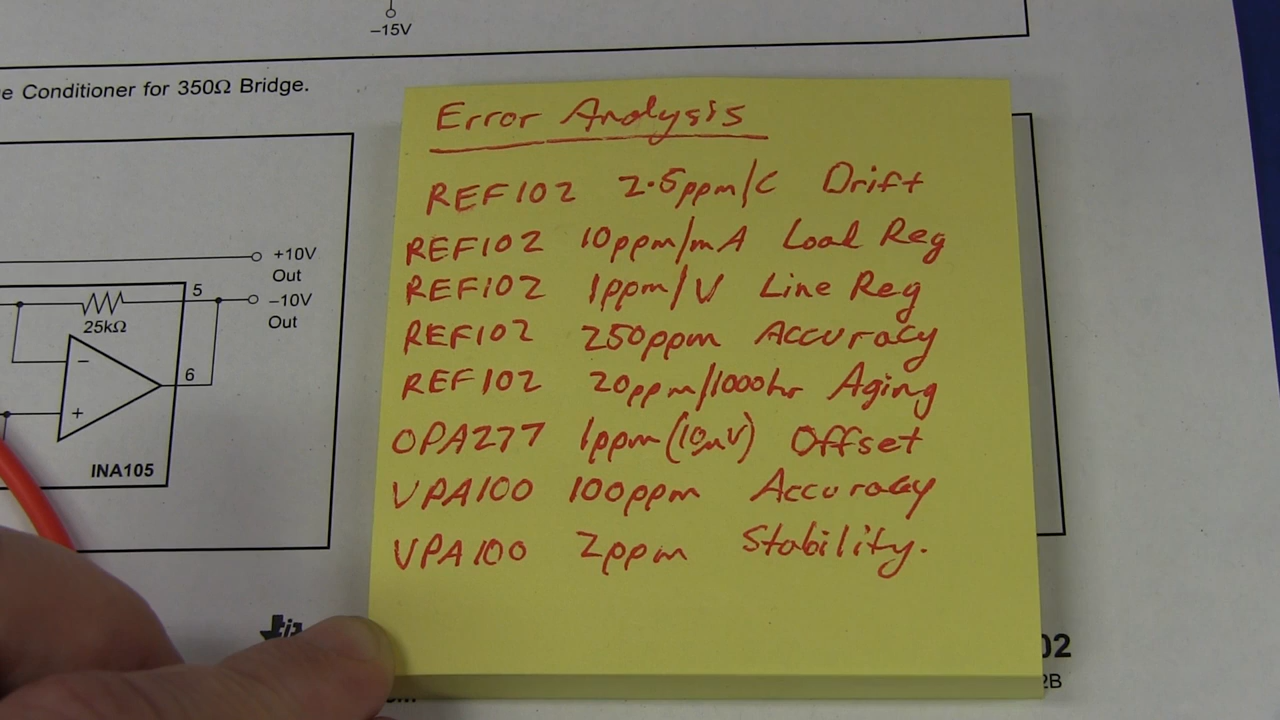 –15V
e Conditioner for 350Ω Bridge.
Error Analysis
REF102 2.5ppm/C Drift
REF102 10ppm/mA Load Reg
REF102 1ppm/V Line Reg
REF102 250ppm Accuracy
REF102 20ppm/1000hr Aging
OPA277 1ppm(10µV) Offset
VPA100 100ppm Accuracy
VPA100 2ppm Stability.
+10V
Out
5
–10V
Out
25kΩ
–
6
+
INA105
02
2B